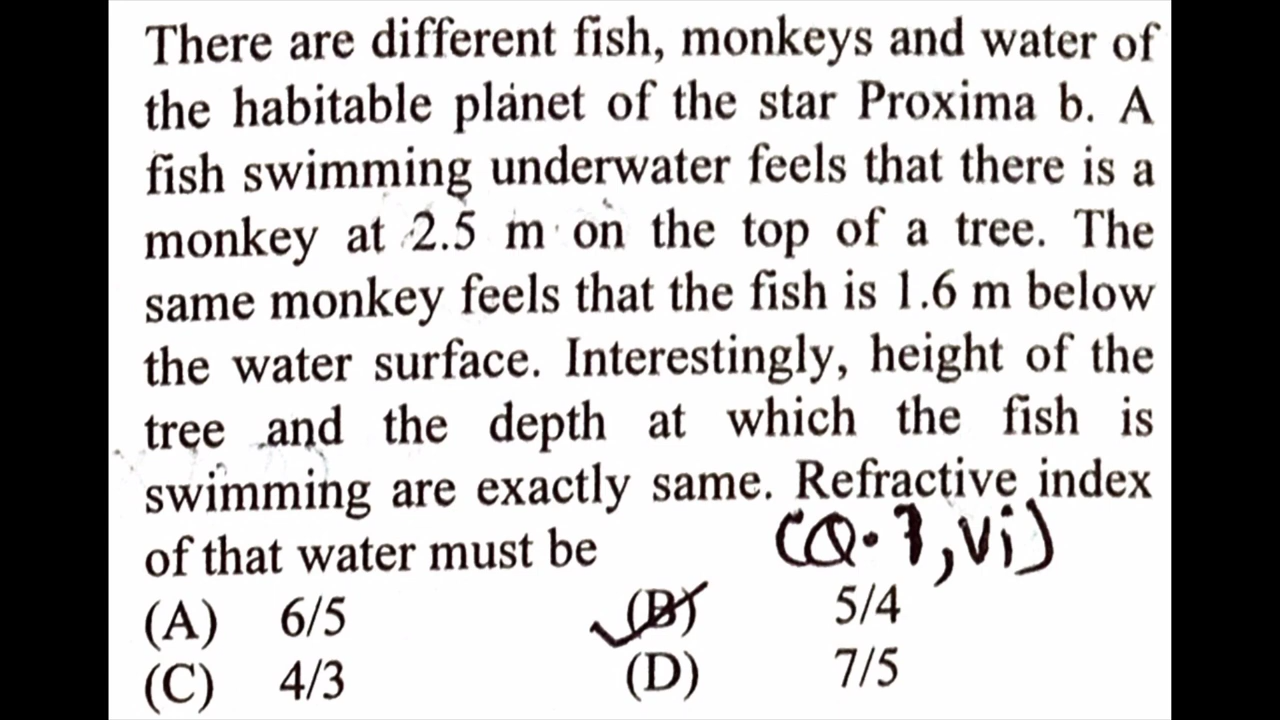 There are different fish, monkeys and water of
the habitable planet of the star Proxima b. A
fish swimming underwater feels that there is a
monkey at 2.5 m on the top of a tree. The
same monkey feels that the fish is 1.6 m below
the water surface. Interestingly, height of the
tree and the depth at which the fish is
swimming are exactly same. Refractive index
of that water must be (Q.7,vi)
(A) 6/5 (B) 5/4
(C) 4/3 (D) 7/5